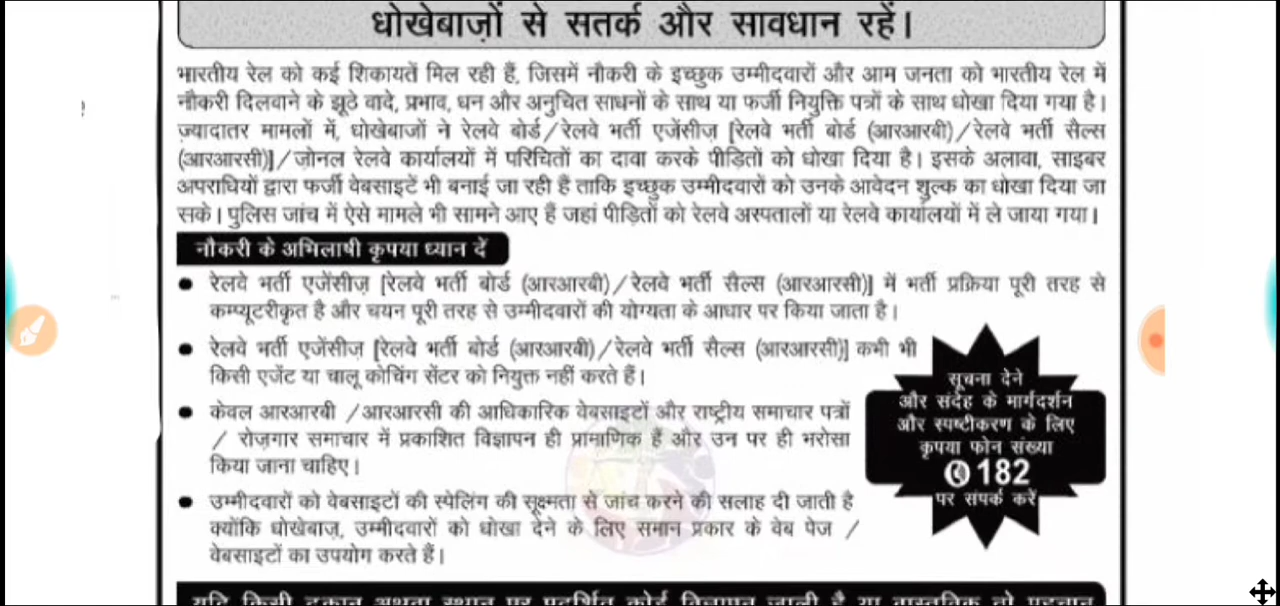 धोखेबाज़ों से सतर्क और सावधान रहें।
भारतीय रेल को कई शिकायतें मिल रही हैं, जिसमें नौकरी के इच्छुक उम्मीदवारों और आम जनता को भारतीय रेल में
नौकरी दिलवाने के झूठे वादे, प्रभाव, धन और अनुचित साधनों के साथ या फर्जी नियुक्ति पत्रों के साथ धोखा दिया गया है।
ज़्यादातर मामलों में, धोखेबाजों ने रेलवे बोर्ड/रेलवे भर्ती एजेंसीज़ [रेलवे भर्ती बोर्ड (आरआरबी)/रेलवे भर्ती सैल्स
(आरआरसी)]/ज़ोनल रेलवे कार्यालयों में परिचितों का दावा करके पीड़ितों को धोखा दिया है। इसके अलावा, साइबर
अपराधियों द्वारा फर्जी वेबसाइटें भी बनाई जा रही हैं ताकि इच्छुक उम्मीदवारों को उनके आवेदन शुल्क का धोखा दिया जा
सके। पुलिस जांच में ऐसे मामले भी सामने आए हैं जहां पीड़ितों को रेलवे अस्पतालों या रेलवे कार्यालयों में ले जाया गया।
नौकरी के अभिलाषी कृपया ध्यान दें
• रेलवे भर्ती एजेंसीज़ [रेलवे भर्ती बोर्ड (आरआरबी)/रेलवे भर्ती सैल्स (आरआरसी)] में भर्ती प्रक्रिया पूरी तरह से
कम्प्यूटरीकृत है और चयन पूरी तरह से उम्मीदवारों की योग्यता के आधार पर किया जाता है।
• रेलवे भर्ती एजेंसीज़ [रेलवे भर्ती बोर्ड (आरआरबी)/रेलवे भर्ती सैल्स (आरआरसी)] कभी भी
किसी एजेंट या चालू कोचिंग सेंटर को नियुक्त नहीं करते हैं।
• केवल आरआरबी /आरआरसी की आधिकारिक वेबसाइटों और राष्ट्रीय समाचार पत्रों
/ रोज़गार समाचार में प्रकाशित विज्ञापन ही प्रामाणिक हैं और उन पर ही भरोसा
किया जाना चाहिए।
• उम्मीदवारों को वेबसाइटों की स्पेलिंग की सूक्ष्मता से जांच करने की सलाह दी जाती है
क्योंकि धोखेबाज़, उम्मीदवारों को धोखा देने के लिए समान प्रकार के वेब पेज /
वेबसाइटों का उपयोग करते हैं।
सूचना देने
और संदेह के मार्गदर्शन
और स्पष्टीकरण के लिए
कृपया फोन संख्या
182
पर संपर्क करें
यदि किसी दुकान अथवा स्थान पर प्रदर्शित कोई विज्ञापन जाली है या वास्तविक तो पहचान